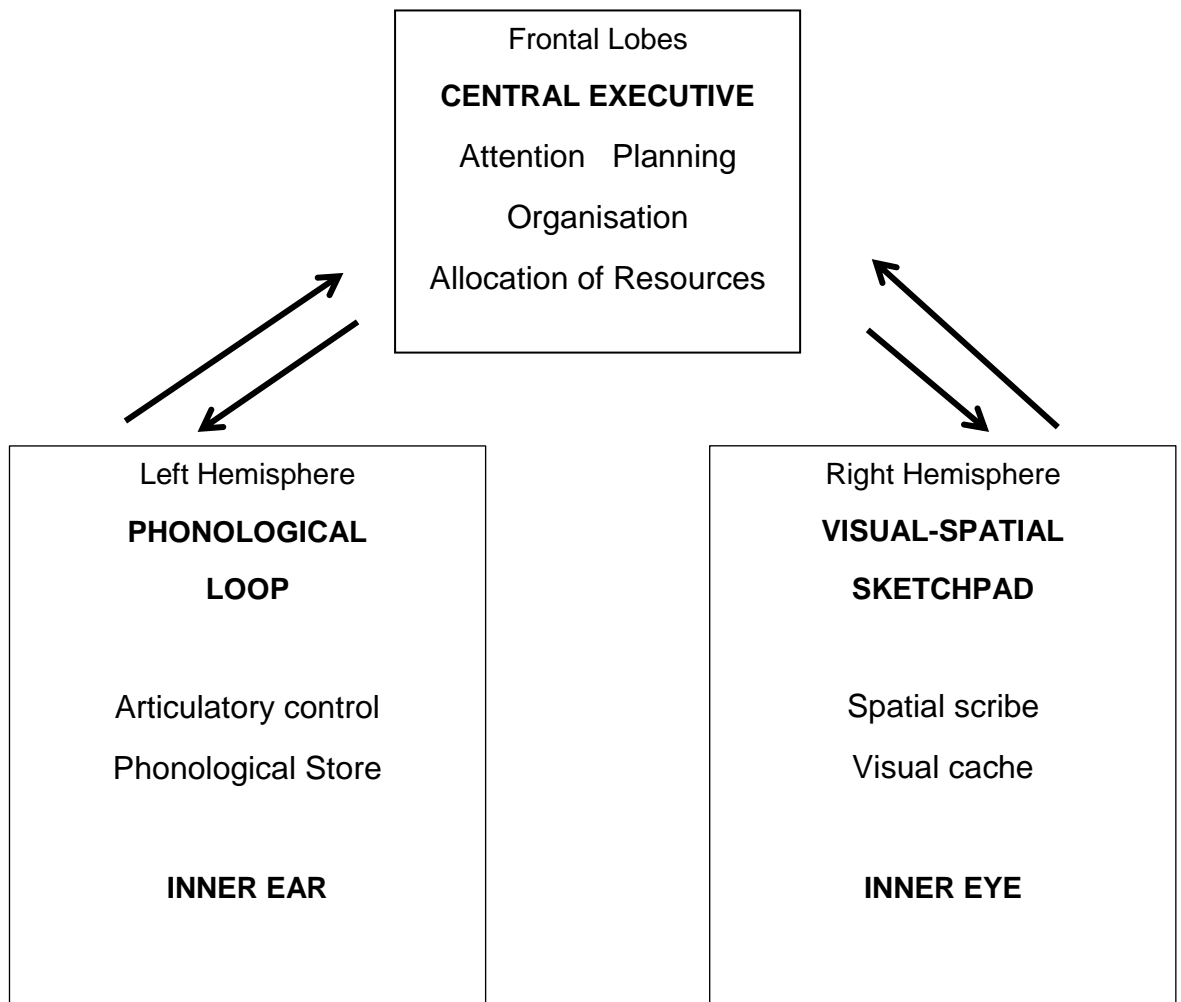 Frontal Lobes
CENTRAL EXECUTIVE
Attention Planning
Organisation
Allocation of Resources
Left Hemisphere
PHONOLOGICAL
LOOP
Articulatory control
Phonological Store
INNER EAR
Right Hemisphere
VISUAL-SPATIAL
SKETCHPAD
Spatial scribe
Visual cache
INNER EYE